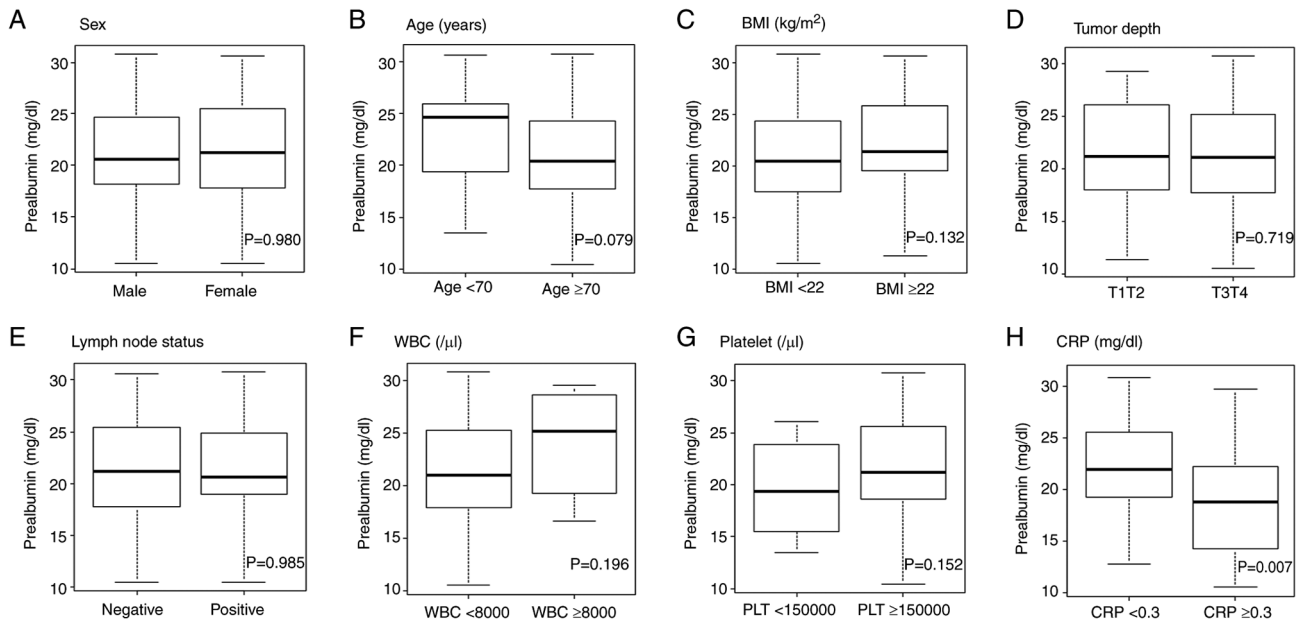 A Sex
Prealbumin (mg/dl)
30
25
20
15
10
P=0.980
Male Female
B Age (years)
Prealbumin (mg/dl)
30
25
20
15
10
P=0.079
Age <70 Age ≥70
C BMI (kg/m²)
Prealbumin (mg/dl)
30
25
20
15
10
P=0.132
BMI <22 BMI ≥22
D Tumor depth
Prealbumin (mg/dl)
30
25
20
15
10
P=0.719
T1T2 T3T4
E Lymph node status
Prealbumin (mg/dl)
30
25
20
15
10
P=0.985
Negative Positive
F WBC (/μl)
Prealbumin (mg/dl)
30
25
20
15
10
P=0.196
WBC <8000 WBC ≥8000
G Platelet (/μl)
Prealbumin (mg/dl)
30
25
20
15
10
P=0.152
PLT <150000 PLT ≥150000
H CRP (mg/dl)
Prealbumin (mg/dl)
30
25
20
15
10
P=0.007
CRP <0.3 CRP ≥0.3